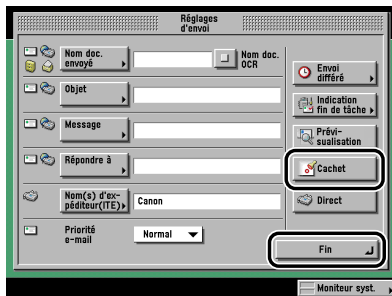 Réglages
d'envoi
Nom doc.
envoyé
Nom doc.
OCR
Envoi
différé
Objet
Indication
fin de tâche
Message
Prévi-
sualisation
Répondre à
Cachet
Nom(s) d'ex-
péditeur(ITE)
Canon
Direct
Priorité
e-mail
Normal
Fin
Moniteur syst.